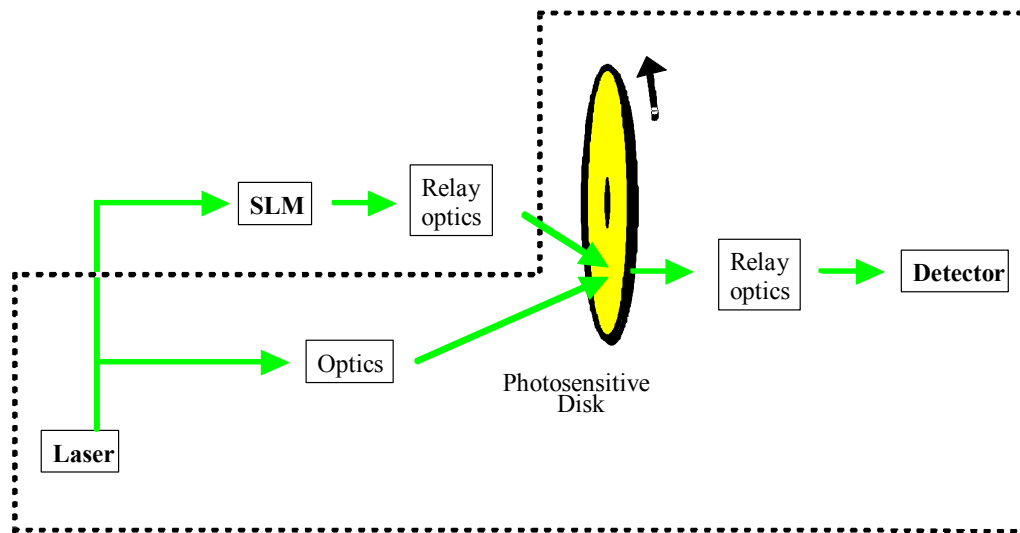 SLM
Relay
optics
Relay
optics
Detector
Optics
Photosensitive
Disk
Laser